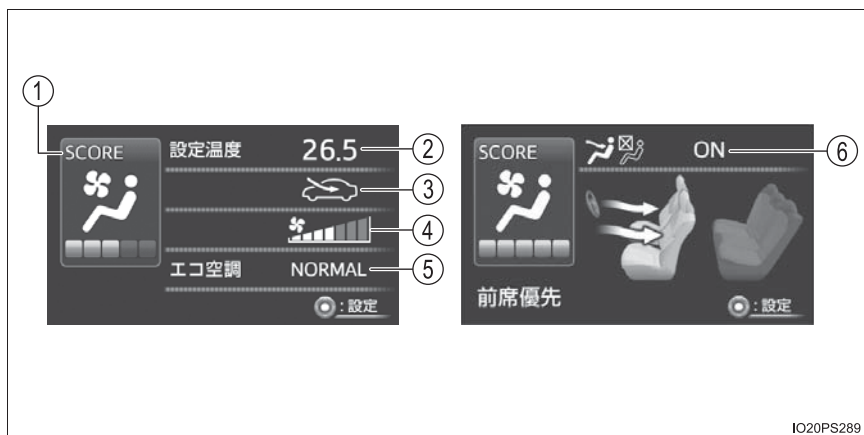 ①
SCORE
設定温度 26.5 ②
③
④
エコ空調 NORMAL ⑤
:設定
SCORE
ON ⑥
前席優先
:設定
IO20PS289